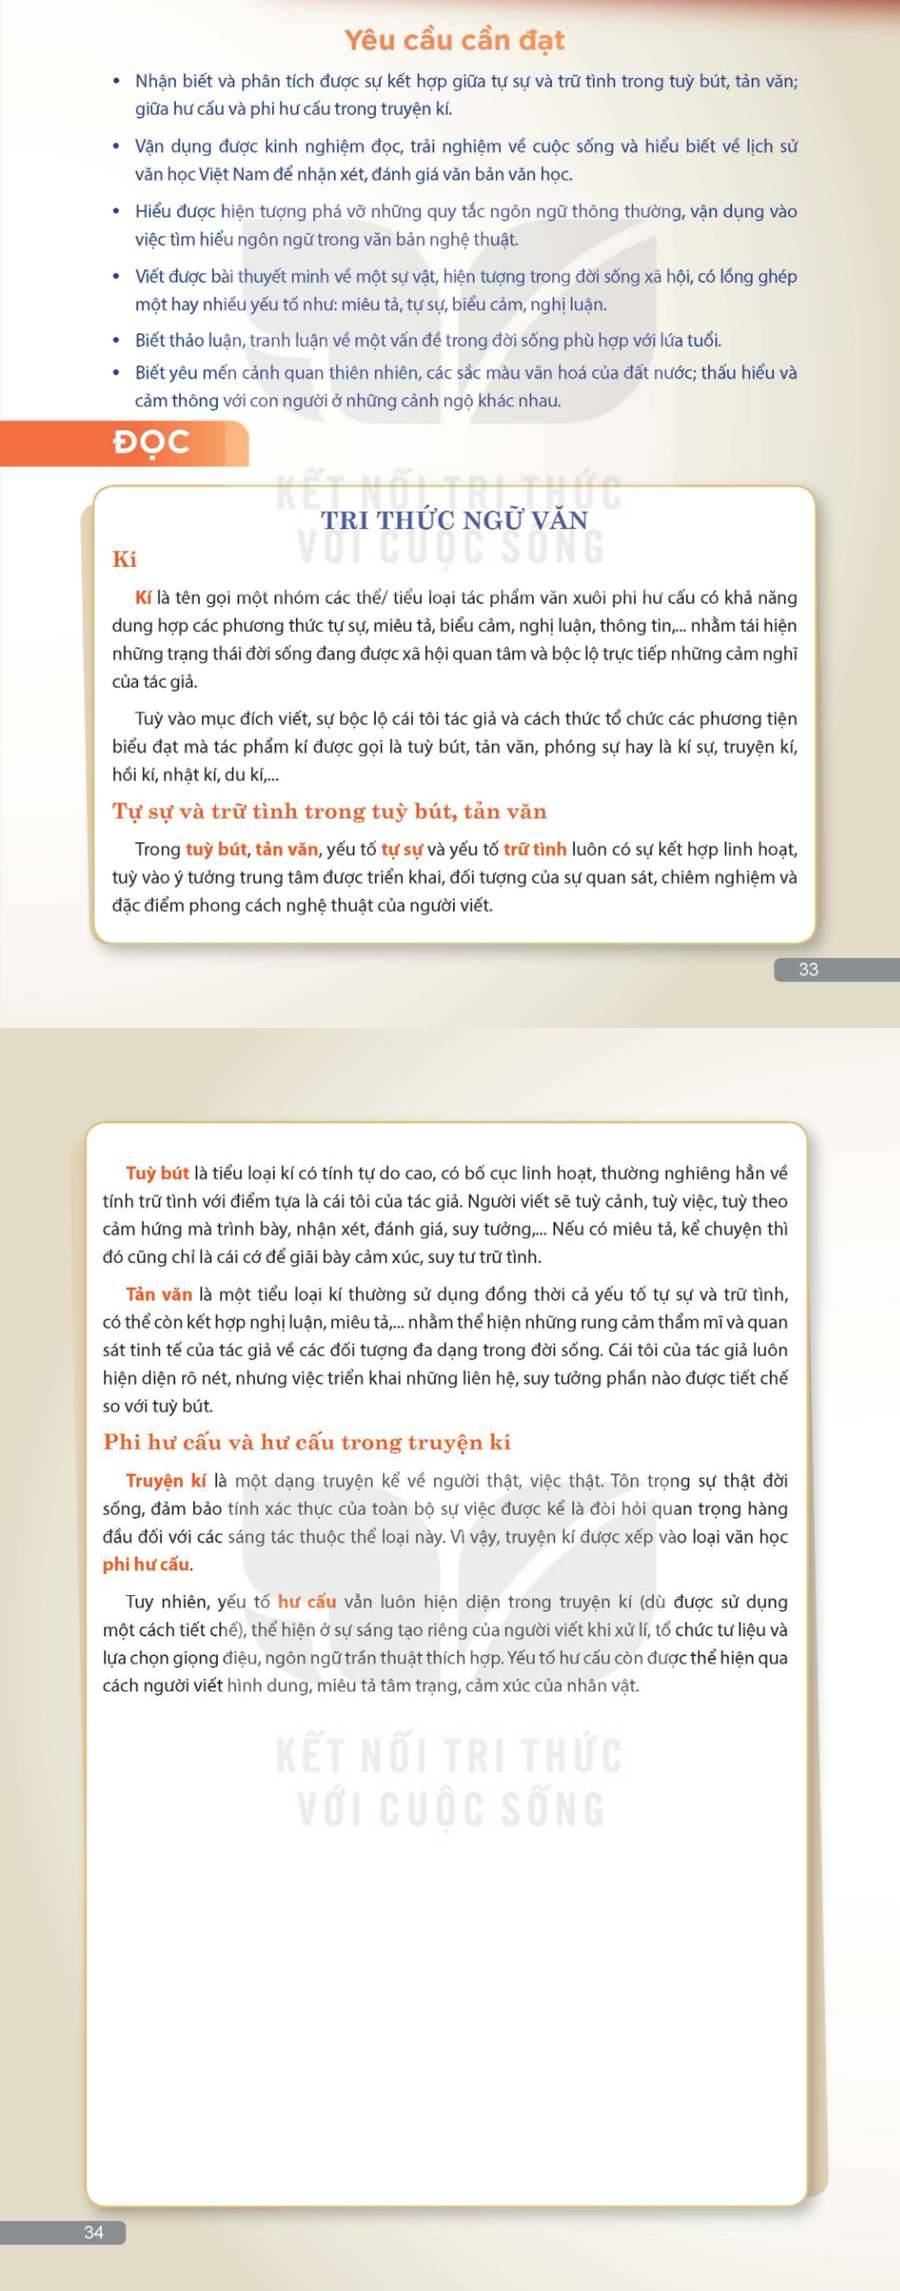 Yêu cầu cần đạt
• Nhận biết và phân tích được sự kết hợp giữa tự sự và trữ tình trong tuỳ bút, tản văn;
giữa hư cấu và phi hư cấu trong truyện kí.
• Vận dụng được kinh nghiệm đọc, trải nghiệm về cuộc sống và hiểu biết về lịch sử
văn học Việt Nam để nhận xét, đánh giá văn bản văn học.
• Hiểu được hiện tượng phá vỡ những quy tắc ngôn ngữ thông thường, vận dụng vào
việc tìm hiểu ngôn ngữ trong văn bản nghệ thuật.
• Viết được bài thuyết minh về một sự vật, hiện tượng trong đời sống xã hội, có lồng ghép
một hay nhiều yếu tố như: miêu tả, tự sự, biểu cảm, nghị luận.
• Biết thảo luận, tranh luận về một vấn đề trong đời sống phù hợp với lứa tuổi.
• Biết yêu mến cảnh quan thiên nhiên, các sắc màu văn hoá của đất nước; thấu hiểu và
cảm thông với con người ở những cảnh ngộ khác nhau.
ĐỌC
KẾT NỐI TRI THỨC
TRI THỨC NGỮ VĂN
VỚI CUỘC SỐNG
Kí
Kí là tên gọi một nhóm các thể/ tiểu loại tác phẩm văn xuôi phi hư cấu có khả năng
dung hợp các phương thức tự sự, miêu tả, biểu cảm, nghị luận, thông tin,... nhằm tái hiện
những trạng thái đời sống đang được xã hội quan tâm và bộc lộ trực tiếp những cảm nghĩ
của tác giả.
Tuỳ vào mục đích viết, sự bộc lộ cái tôi tác giả và cách thức tổ chức các phương tiện
biểu đạt mà tác phẩm kí được gọi là tuỳ bút, tản văn, phóng sự hay là kí sự, truyện kí,
hồi kí, nhật kí, du kí,...
Tự sự và trữ tình trong tuỳ bút, tản văn
Trong tuỳ bút, tản văn, yếu tố tự sự và yếu tố trữ tình luôn có sự kết hợp linh hoạt,
tuỳ vào ý tưởng trung tâm được triển khai, đối tượng của sự quan sát, chiêm nghiệm và
đặc điểm phong cách nghệ thuật của người viết.
33
Tuỳ bút là tiểu loại kí có tính tự do cao, có bố cục linh hoạt, thường nghiêng hẳn về
tính trữ tình với điểm tựa là cái tôi của tác giả. Người viết sẽ tuỳ cảnh, tuỳ việc, tuỳ theo
cảm hứng mà trình bày, nhận xét, đánh giá, suy tưởng,... Nếu có miêu tả, kể chuyện thì
đó cũng chỉ là cái cớ để giãi bày cảm xúc, suy tư trữ tình.
Tản văn là một tiểu loại kí thường sử dụng đồng thời cả yếu tố tự sự và trữ tình,
có thể còn kết hợp nghị luận, miêu tả,... nhằm thể hiện những rung cảm thẩm mĩ và quan
sát tinh tế của tác giả về các đối tượng đa dạng trong đời sống. Cái tôi của tác giả luôn
hiện diện rõ nét, nhưng việc triển khai những liên hệ, suy tưởng phần nào được tiết chế
so với tuỳ bút.
Phi hư cấu và hư cấu trong truyện kí
Truyện kí là một dạng truyện kể về người thật, việc thật. Tôn trọng sự thật đời
sống, đảm bảo tính xác thực của toàn bộ sự việc được kể là đòi hỏi quan trọng hàng
đầu đối với các sáng tác thuộc thể loại này. Vì vậy, truyện kí được xếp vào loại văn học
phi hư cấu.
Tuy nhiên, yếu tố hư cấu vẫn luôn hiện diện trong truyện kí (dù được sử dụng
một cách tiết chế), thể hiện ở sự sáng tạo riêng của người viết khi xử lí, tổ chức tư liệu và
lựa chọn giọng điệu, ngôn ngữ trần thuật thích hợp. Yếu tố hư cấu còn được thể hiện qua
cách người viết hình dung, miêu tả tâm trạng, cảm xúc của nhân vật.
KẾT NỐI TRI THỨC
VỚI CUỘC SỐNG
34